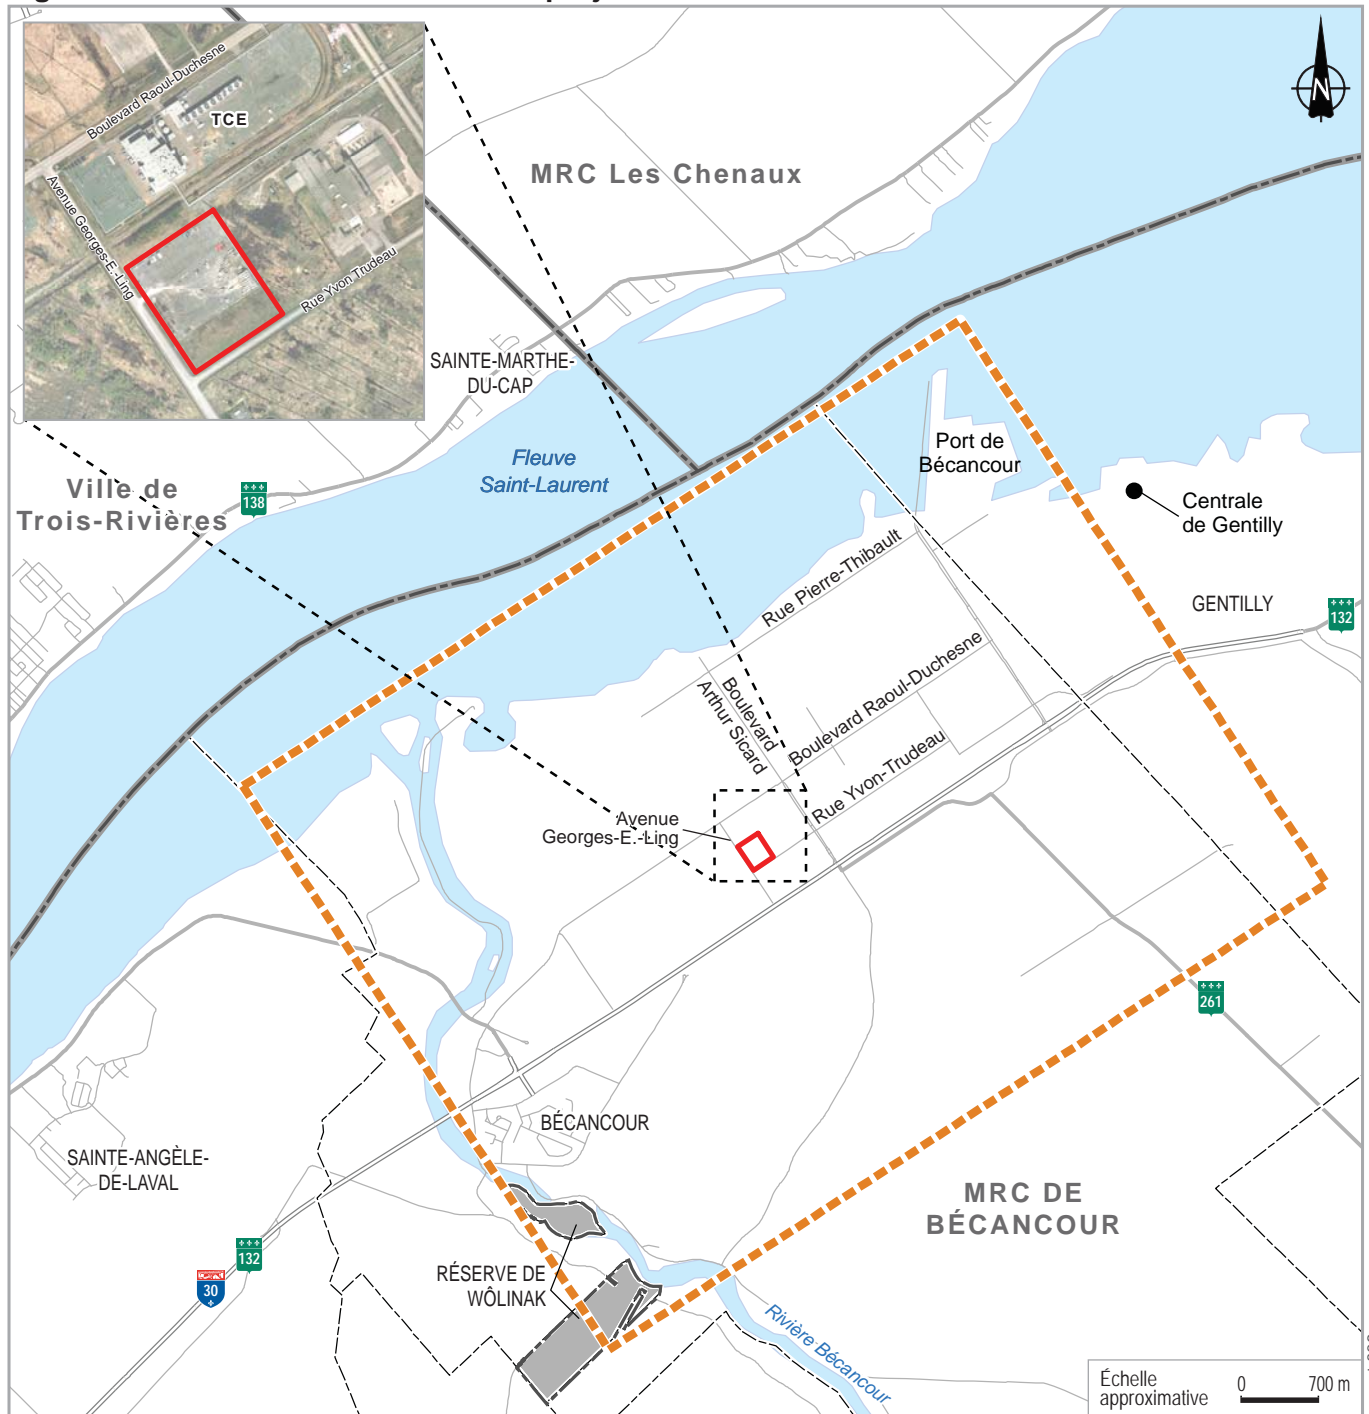 Boulevard Raoul-Duchesne
TCE
Avenue Georges-E.-Ling
Rue Yvon Trudeau
N
MRC Les Chenaux
SAINTE-MARTHE-
DU-CAP
Fleuve
Saint-Laurent
Ville de
Trois-Rivières
138
Port de
Bécancour
Centrale
de Gentilly
GENTILLY
132
Rue Pierre-Thibault
Boulevard
Arthur Sicard
Boulevard Raoul-Duchesne
Rue Yvon-Trudeau
Avenue
Georges-E.-Ling
261
BÉCANCOUR
SAINTE-ANGÈLE-
DE-LAVAL
MRC DE
BÉCANCOUR
132
30
RÉSERVE DE
WÔLINAK
Rivière Bécancour
Échelle
approximative
0 700 m